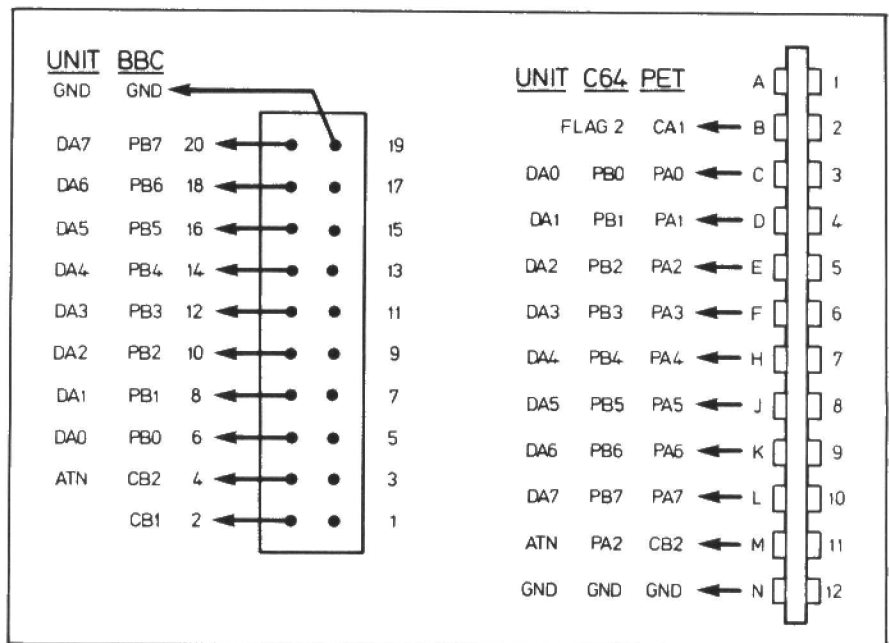 UNIT BBC
GND GND
DA7 PB7 20 19
DA6 PB6 18 17
DA5 PB5 16 15
DA4 PB4 14 13
DA3 PB3 12 11
DA2 PB2 10 9
DA1 PB1 8 7
DA0 PB0 6 5
ATN CB2 4 3
CB1 2 1
UNIT C64 PET A 1
FLAG 2 CA1 B 2
DA0 PB0 PA0 C 3
DA1 PB1 PA1 D 4
DA2 PB2 PA2 E 5
DA3 PB3 PA3 F 6
DA4 PB4 PA4 H 7
DA5 PB5 PA5 J 8
DA6 PB6 PA6 K 9
DA7 PB7 PA7 L 10
ATN PA2 CB2 M 11
GND GND GND N 12